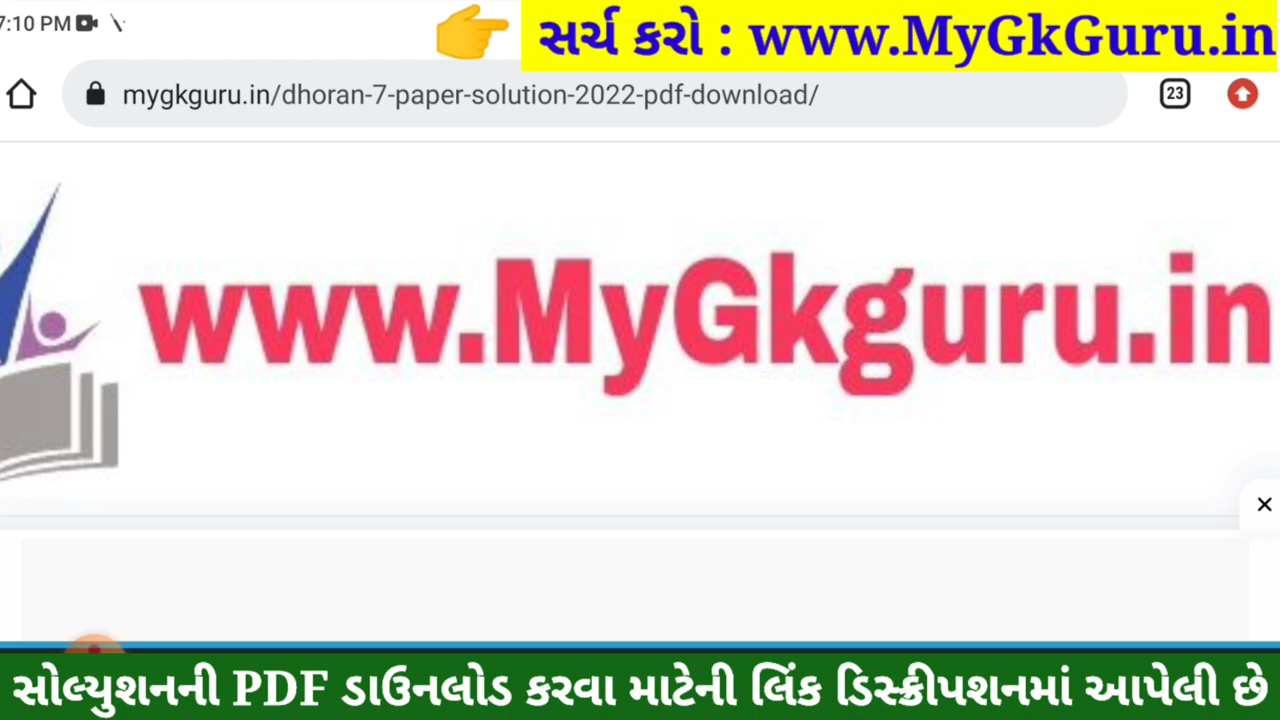 7:10 PM
સર્ચ કરો : www.MyGkGuru.in
mygkguru.in/dhoran-7-paper-solution-2022-pdf-download/
23
www.MyGkguru.in
સોલ્યુશનની PDF ડાઉનલોડ કરવા માટેની લિંક ડિસ્ક્રીપશનમાં આપેલી છે